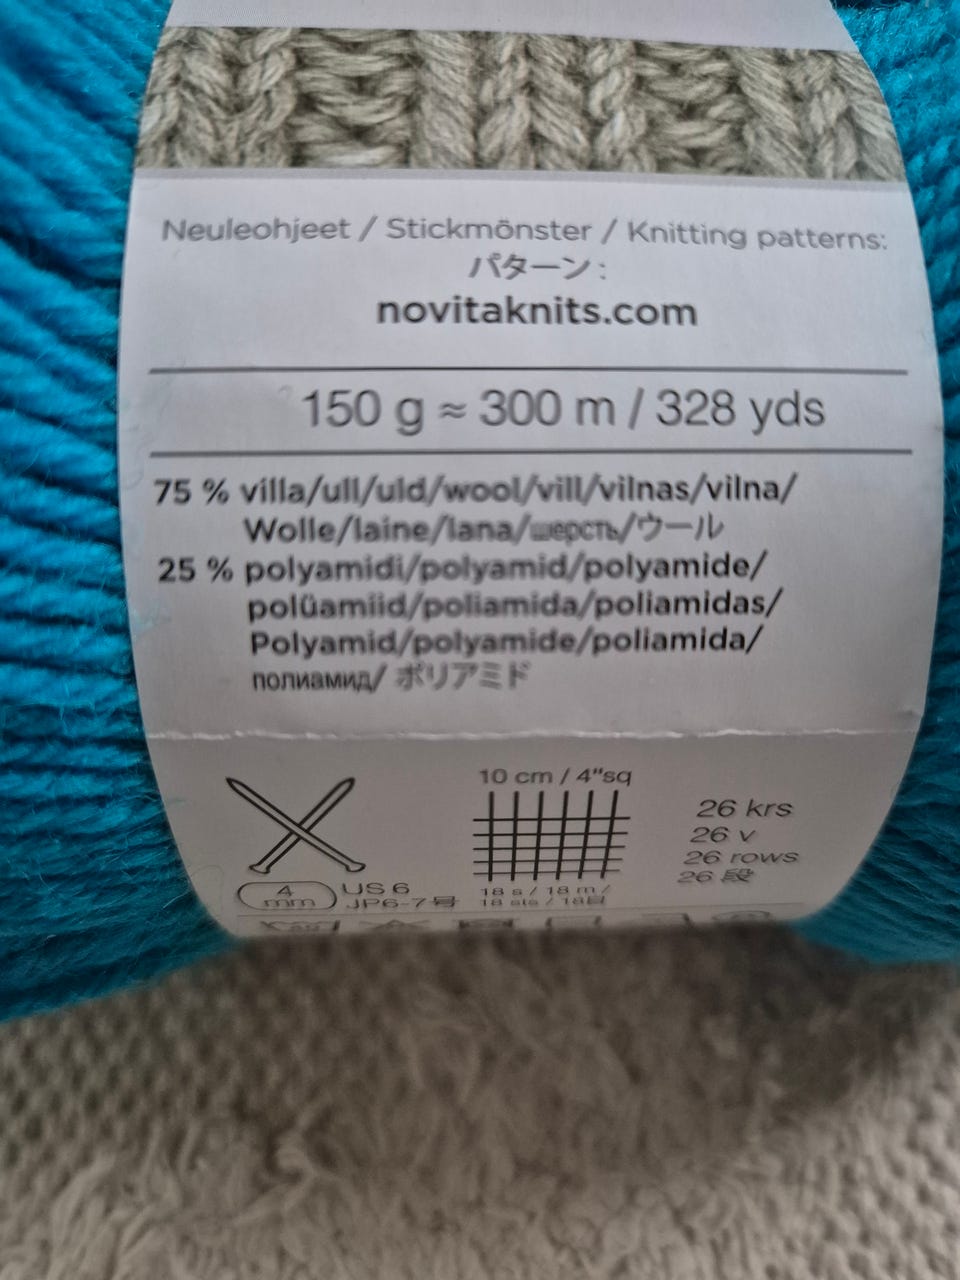 Neuleohjeet / Stickmönster / Knitting patterns:
パターン:
novitaknits.com
150 g ≈ 300 m / 328 yds
75 % villa/ull/uld/wool/vill/vilnas/vilna/
Wolle/laine/lana/шерсть/ウール
25 % polyamidi/polyamid/polyamide/
polüamiid/poliamida/poliamidas/
Polyamid/polyamide/poliamida/
полиамид/ ポリアミド
10 cm / 4"sq
26 krs
26 v
26 rows
26 段
4 mm
US 6
JP6-7号
18 s / 18 m /
18 sts / 18目